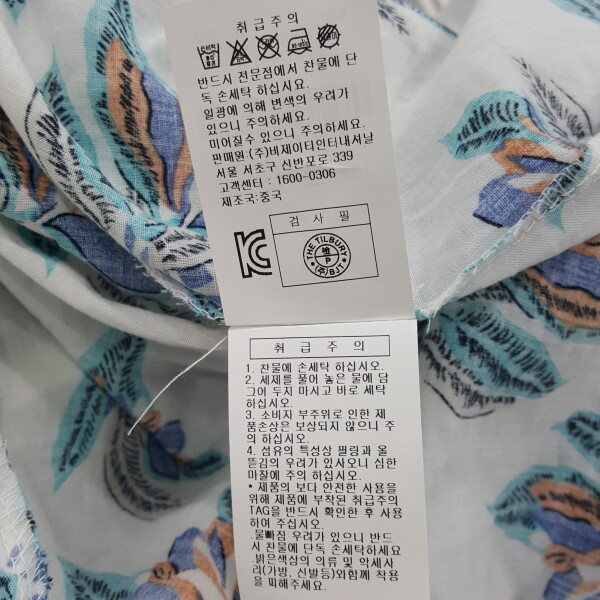 취급주의
반드시 전문점에서 찬물에 단
독 손세탁 하십시요.
일광에 의해 변색의 우려가
있으니 주의하세요.
미어질수 있으니 주의하세요.
판매원:(주)비제이티인터내셔날
서울 서초구 신반포로 339
고객센터 : 1600-0306
제조국:중국
검 사 필
THE TILBURY
(주) BJT
취 급 주 의
1. 찬물에 손세탁 하십시오.
2. 세제를 풀어 놓은 물에 담
그어 두지 마시고 바로 세탁
하십시오.
3. 소비자 부주위로 인한 제
품손상은 보상되지 않으니 주
의 하십시오.
4. 섬유의 특성상 필링과 올
뜯김의 우려가 있사오니 심한
마찰에 주의 하십시오.
* 제품의 보다 안전한 사용을
위해 제품에 부착된 취급주의
TAG을 반드시 확인한 후 사용
하여 주십시오.
.물빠짐 우려가 있으니 반드
시 찬물에 단독 손세탁하세요
.밝은색상의 의류 및 악세사
리(가방, 신발등)와함께 착용
을 피해주세요.